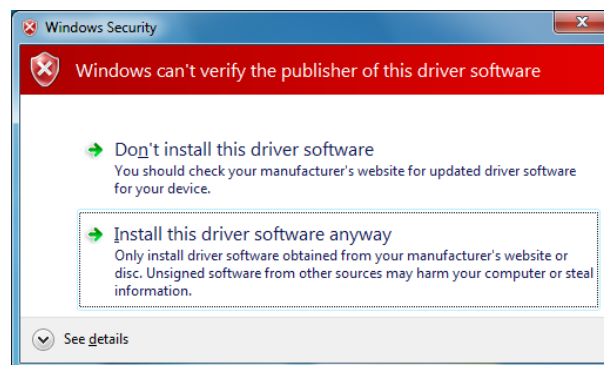 Windows Security
Windows can't verify the publisher of this driver software
Don't install this driver software
You should check your manufacturer's website for updated driver software
for your device.
Install this driver software anyway
Only install driver software obtained from your manufacturer's website or
disc. Unsigned software from other sources may harm your computer or steal
information.
See details